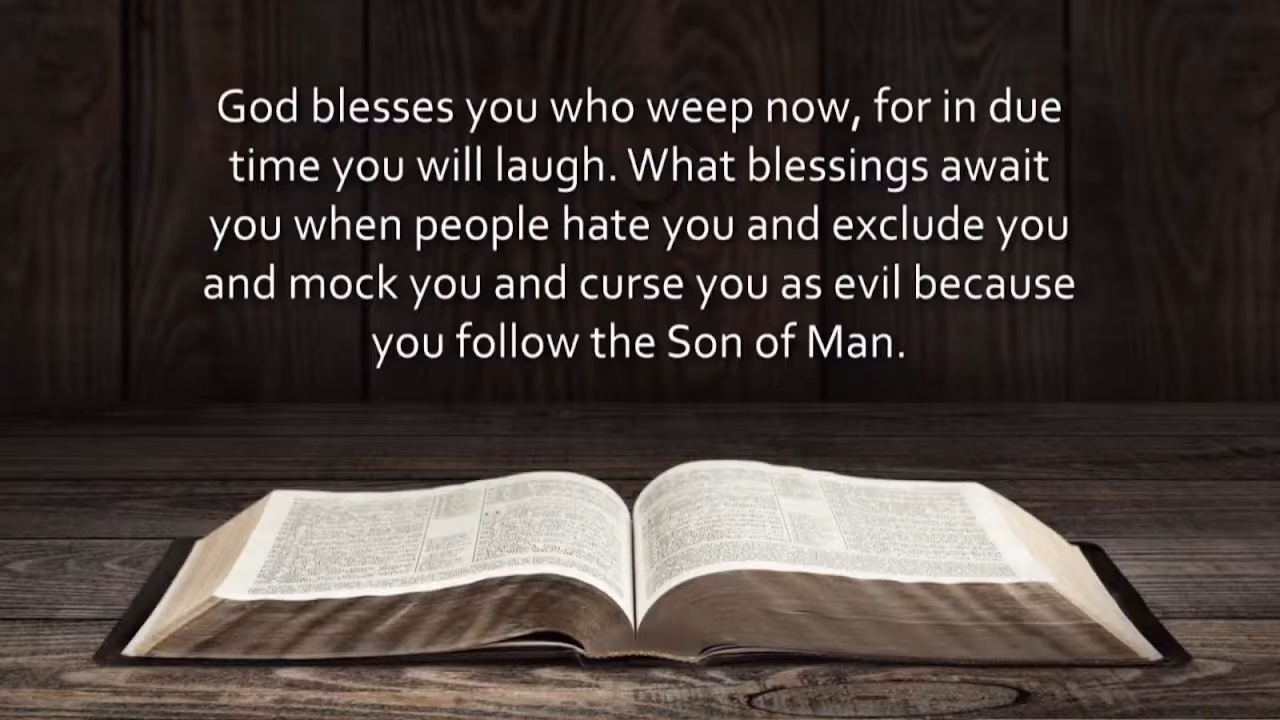 God blesses you who weep now, for in due
time you will laugh. What blessings await
you when people hate you and exclude you
and mock you and curse you as evil because
you follow the Son of Man.